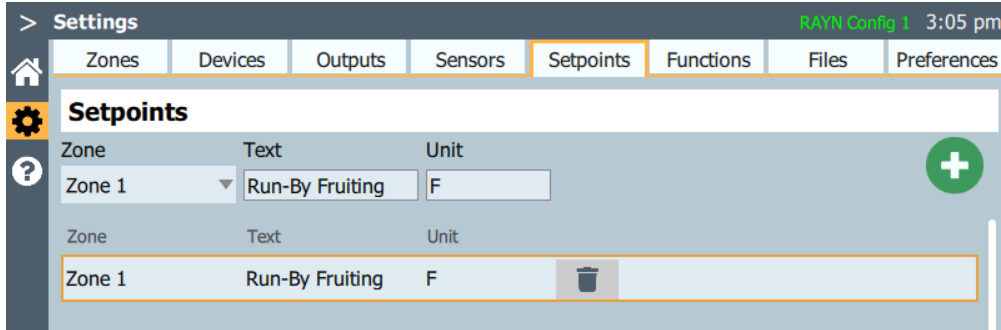 > Settings RAYN Config 1 3:05 pm
Zones Devices Outputs Sensors Setpoints Functions Files Preferences
Setpoints
Zone Text Unit
Zone 1 Run-By Fruiting F
Zone Text Unit
Zone 1 Run-By Fruiting F